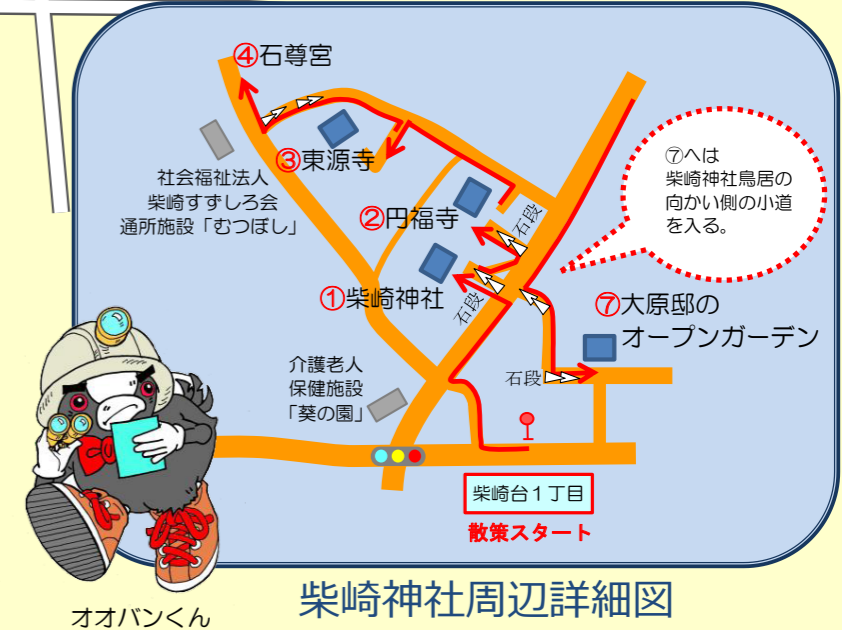 ④石尊宮
③東源寺
社会福祉法人
柴崎すずしろ会
通所施設「むつぼし」
②円福寺
石段
①柴崎神社
石段
⑦へは
柴崎神社鳥居の
向かい側の小道
を入る。
⑦大原邸の
オープンガーデン
石段
介護老人
保健施設
「葵の園」
柴崎台１丁目
散策スタート
オオバンくん
柴崎神社周辺詳細図